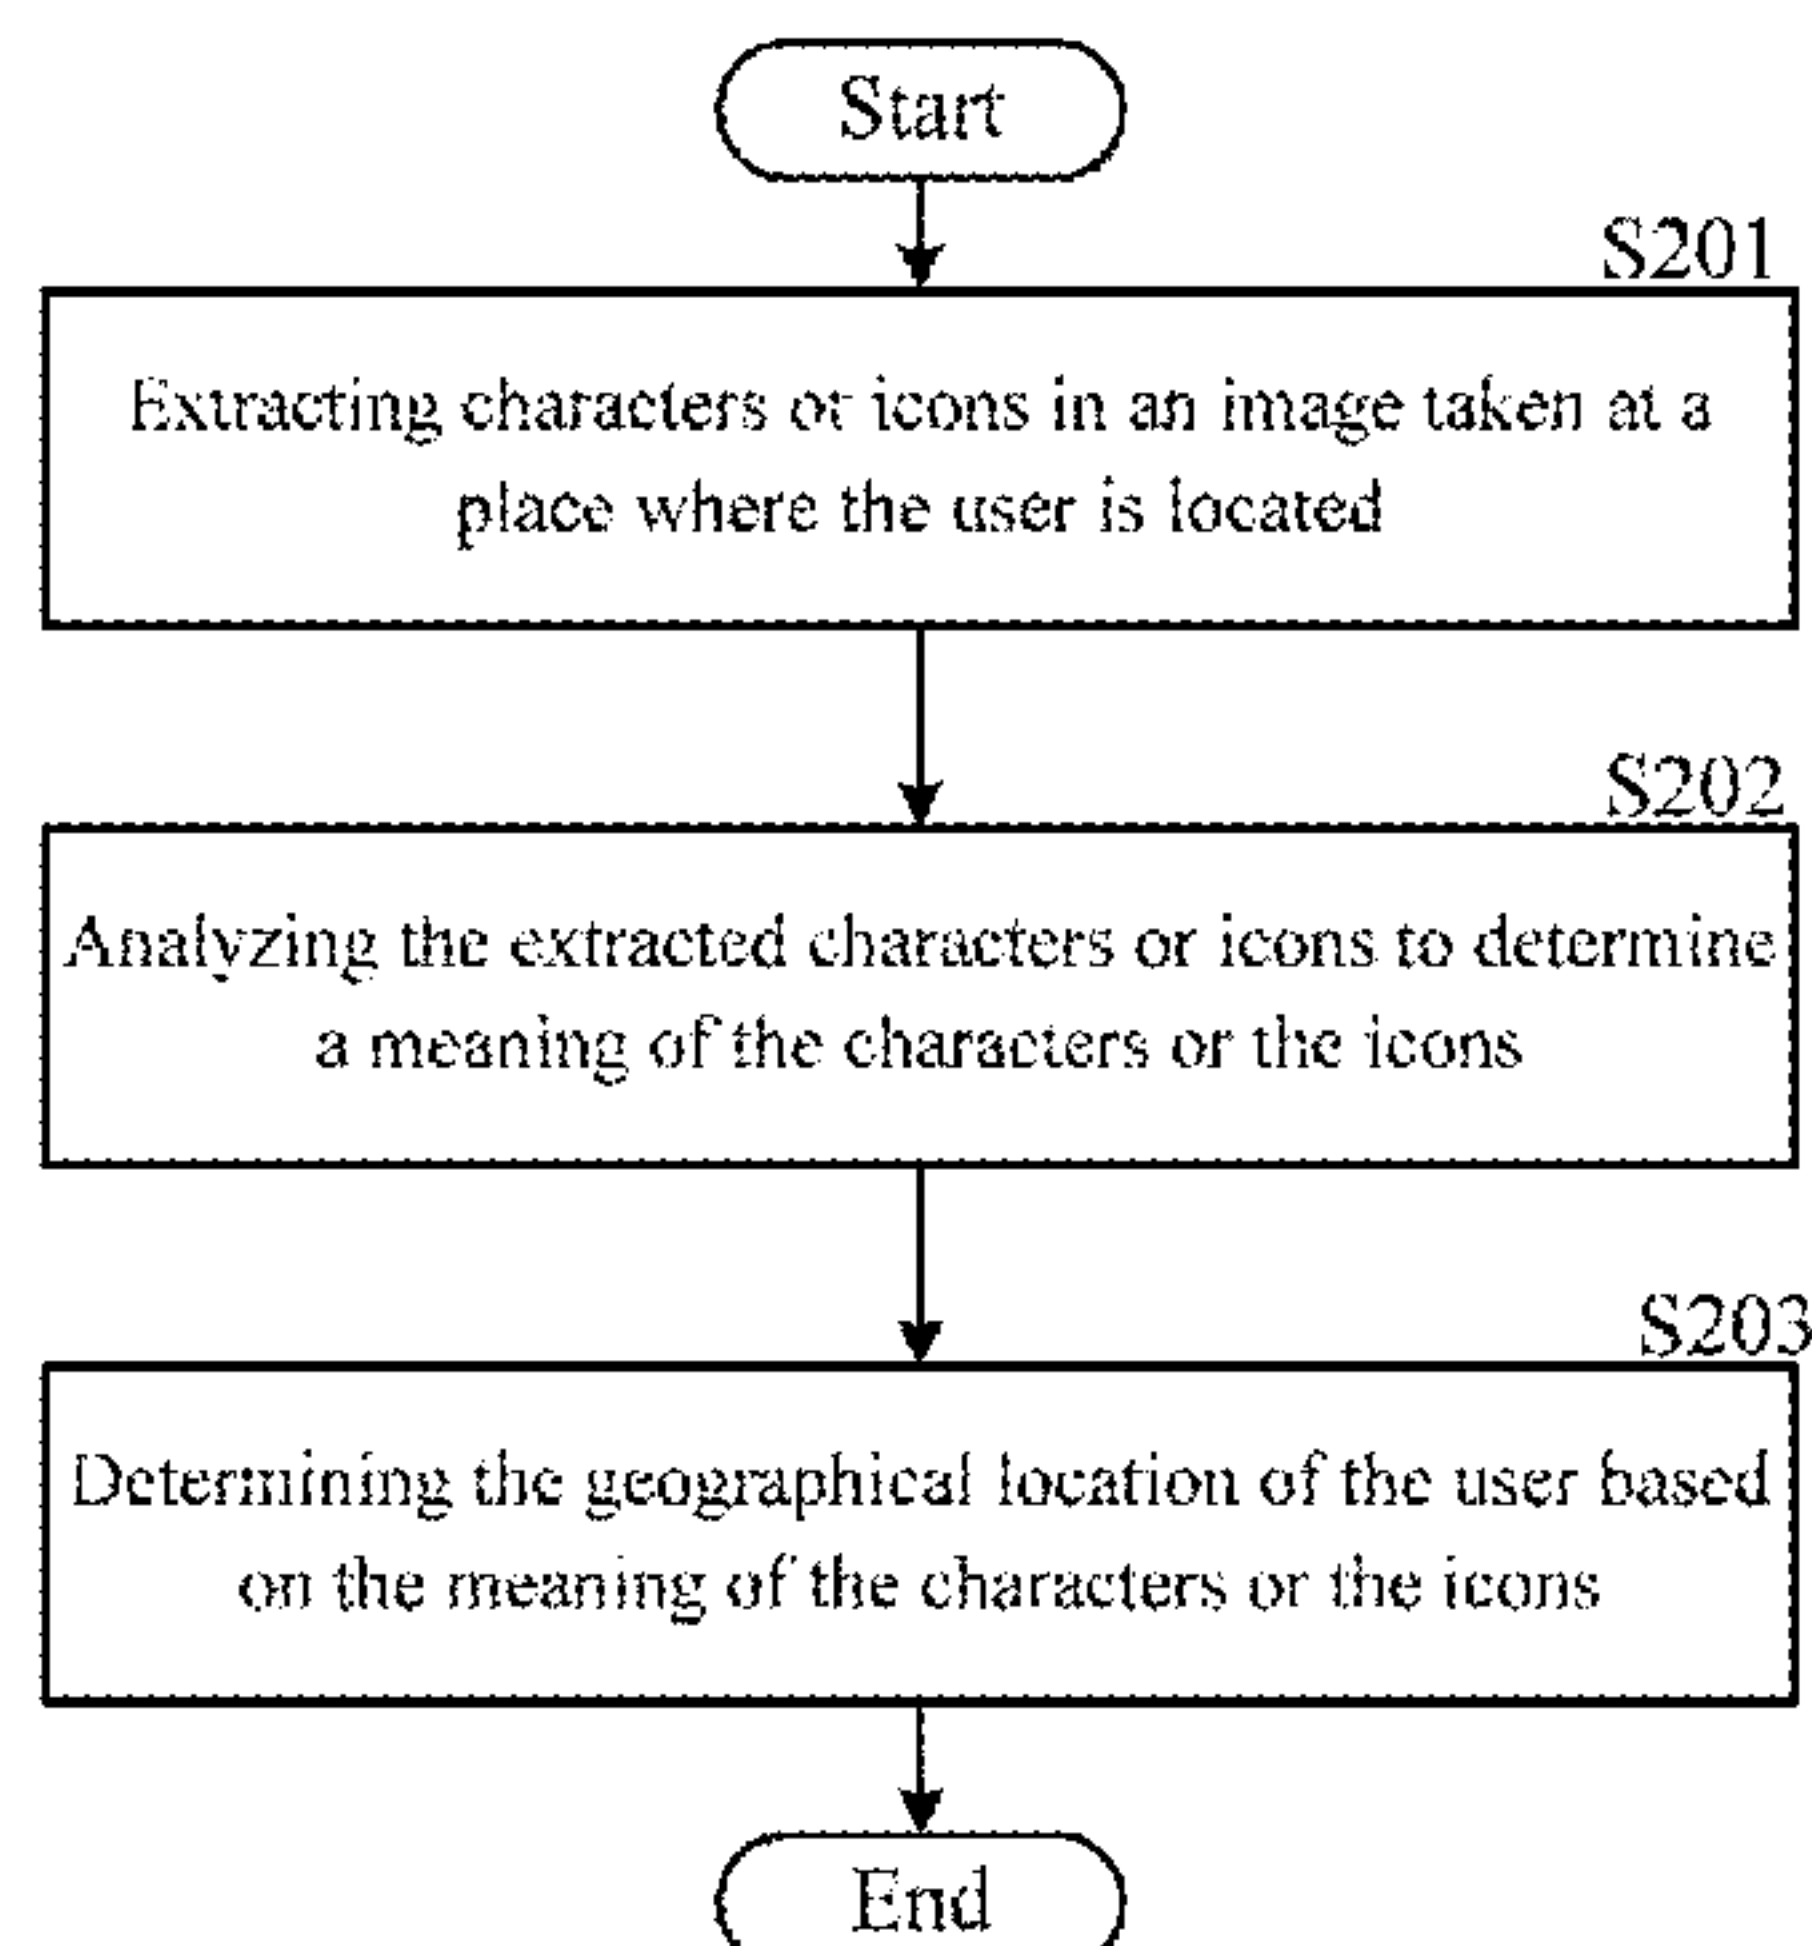 Start
S201
Extracting characters or icons in an image taken at a
place where the user is located
S202
Analyzing the extracted characters or icons to determine
a meaning of the characters or the icons
S203
Determining the geographical location of the user based
on the meaning of the characters or the icons
End